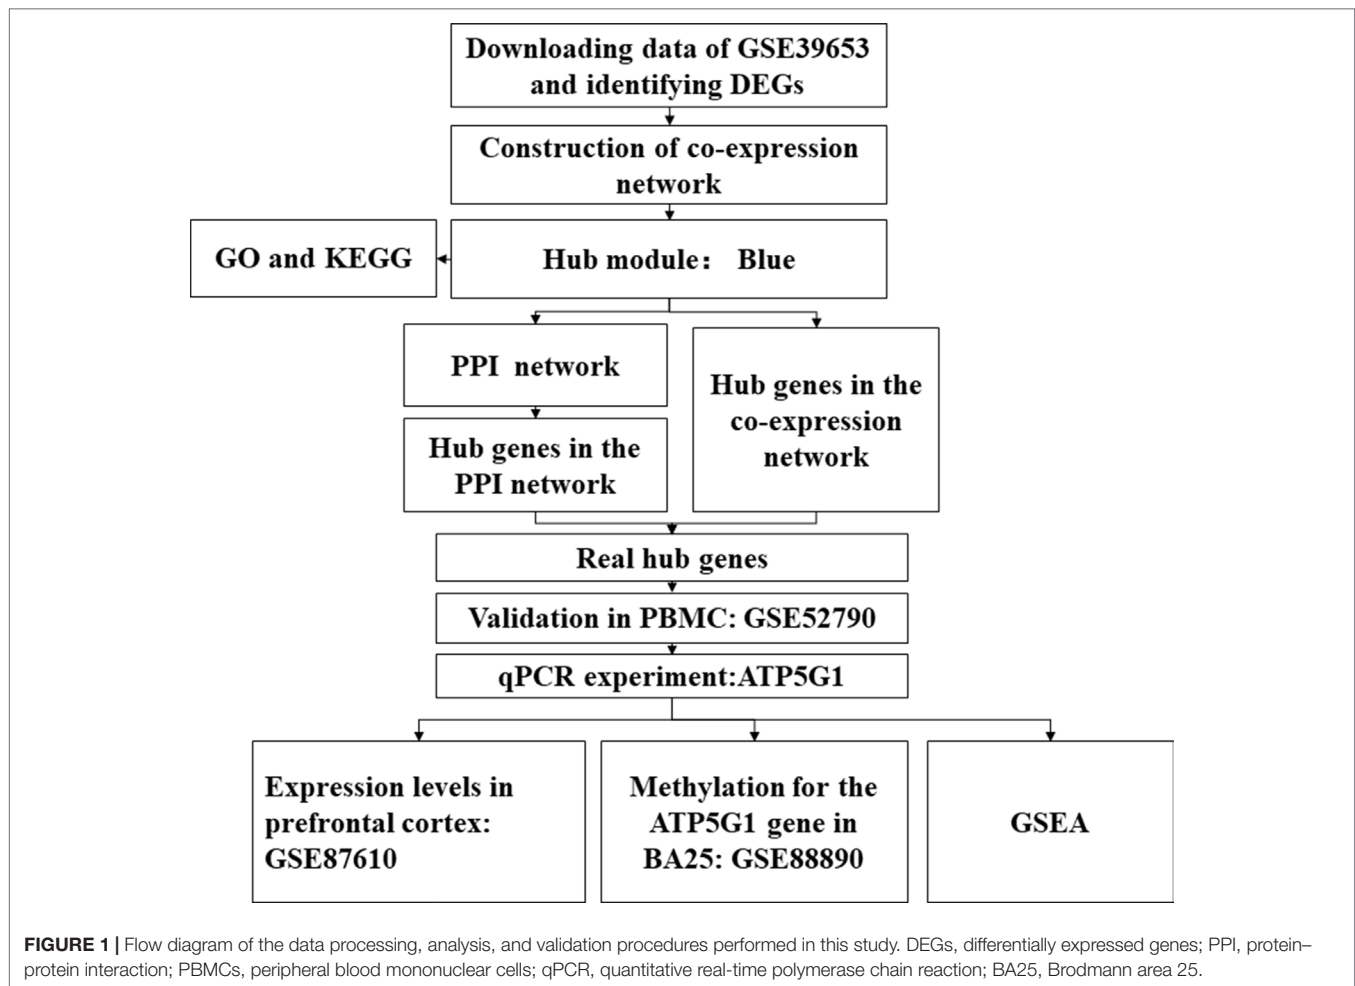 Downloading data of GSE39653
and identifying DEGs
Construction of co-expression
network
GO and KEGG
Hub module： Blue
PPI network
Hub genes in the
co-expression
network
Hub genes in the
PPI network
Real hub genes
Validation in PBMC: GSE52790
qPCR experiment:ATP5G1
Expression levels in
prefrontal cortex:
GSE87610
Methylation for the
ATP5G1 gene in
BA25: GSE88890
GSEA
FIGURE 1 | Flow diagram of the data processing, analysis, and validation procedures performed in this study. DEGs, differentially expressed genes; PPI, protein–
protein interaction; PBMCs, peripheral blood mononuclear cells; qPCR, quantitative real-time polymerase chain reaction; BA25, Brodmann area 25.